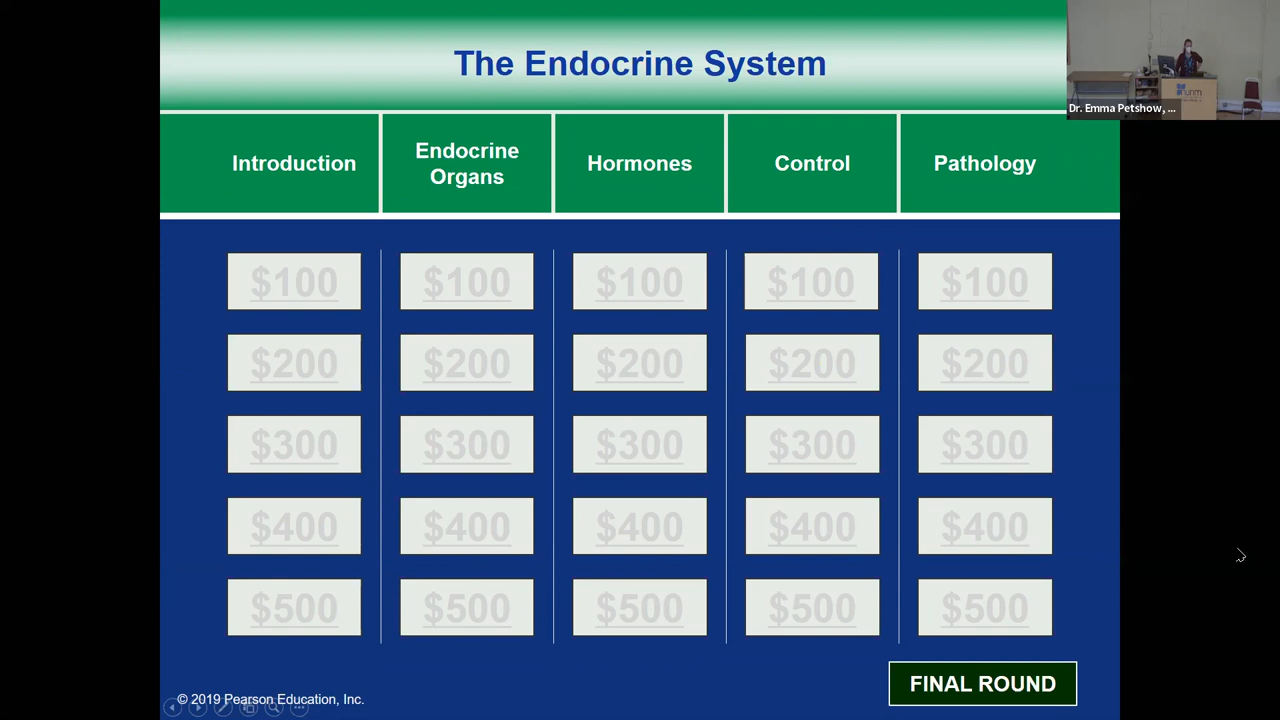 The Endocrine System
Dr. Emma Petshow, ...
Introduction
Endocrine
Organs
Hormones
Control
Pathology
$100 $100 $100 $100 $100
$200 $200 $200 $200 $200
$300 $300 $300 $300 $300
$400 $400 $400 $400 $400
$500 $500 $500 $500 $500
FINAL ROUND
© 2019 Pearson Education, Inc.